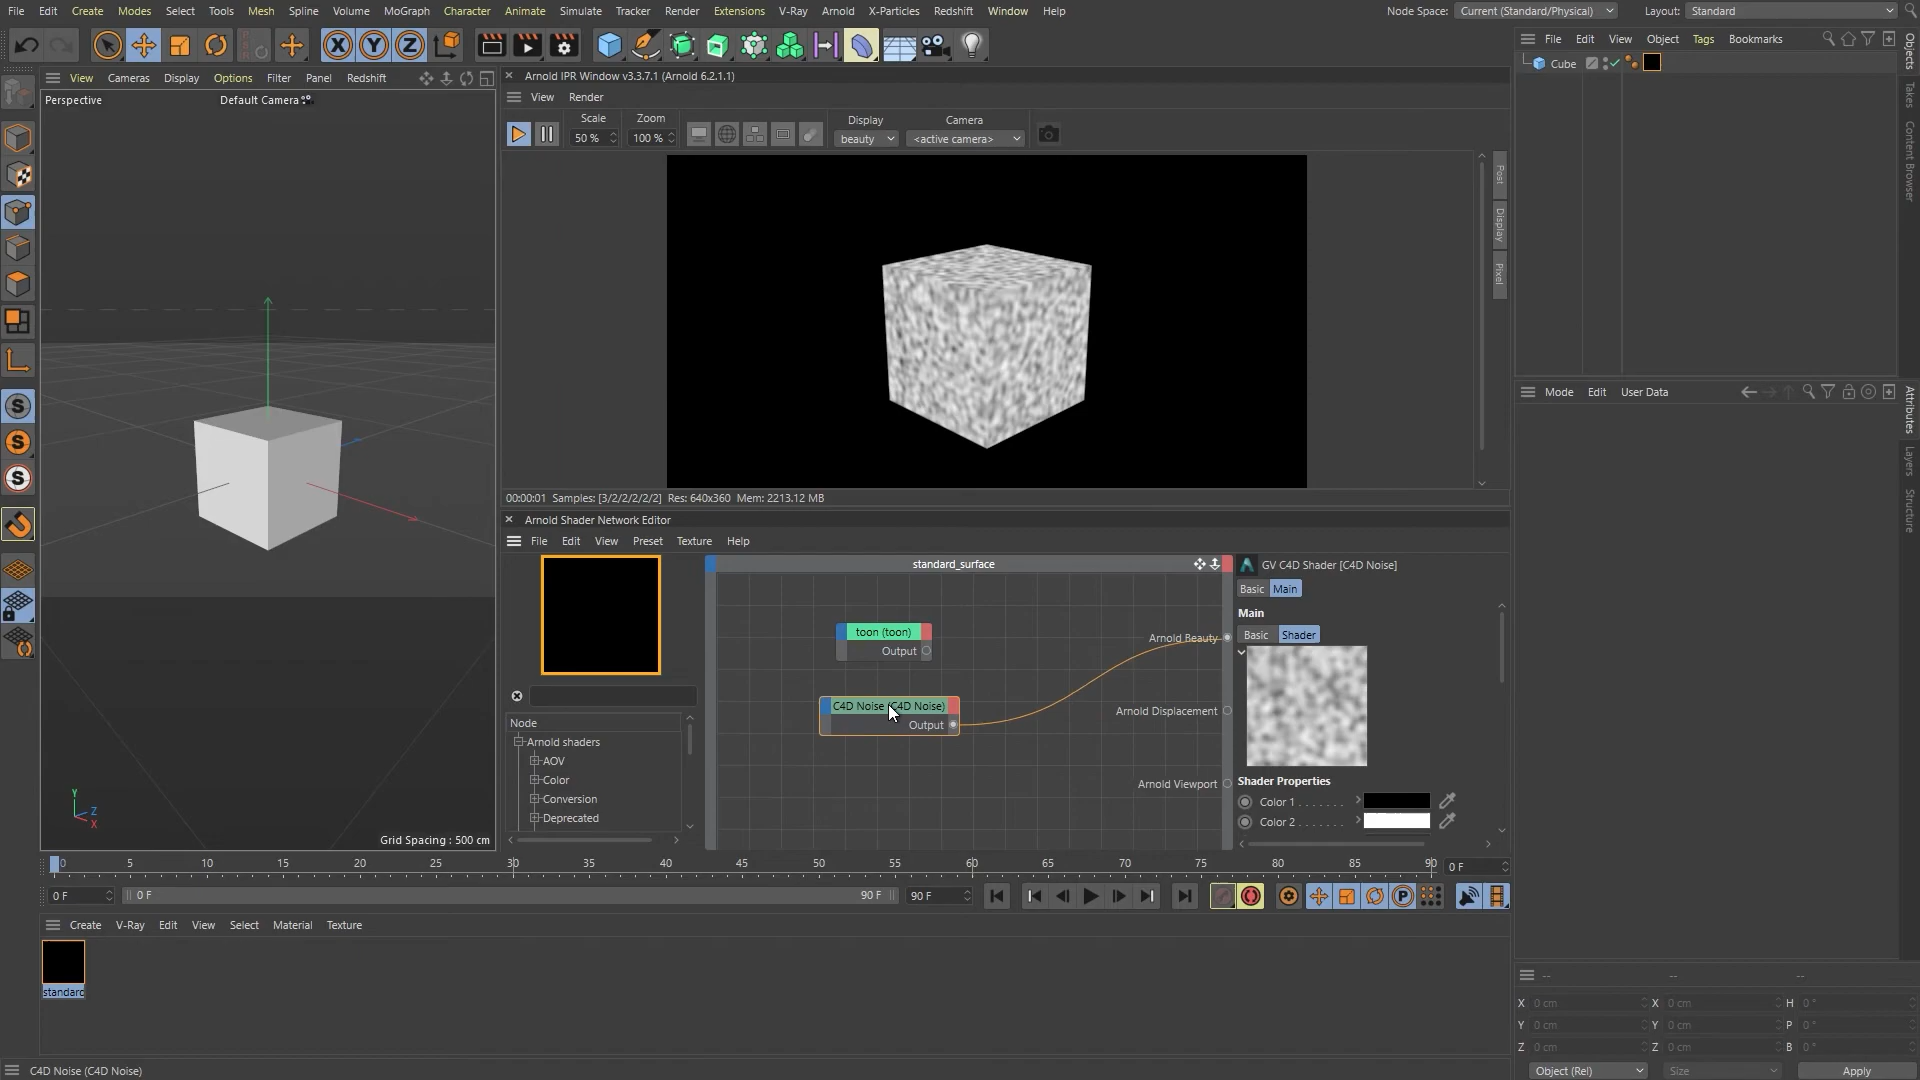 File Edit Create Modes Select Tools Mesh Spline Volume MoGraph Character Animate Simulate Tracker Render Extensions V-Ray Arnold X-Particles Redshift Window Help
Node Space: Current (Standard/Physical) Layout: Standard
X Y Z
View Cameras Display Options Filter Panel Redshift
Perspective
Default Camera
Grid Spacing : 500 cm
Y
Z
X
S
S
S
Arnold IPR Window v3.3.7.1 (Arnold 6.2.1.1)
View Render
Scale Zoom Display Camera
50 % 100 % beauty <active camera>
Post
Display
Pixel
00:00:01 Samples: [3/2/2/2/2/2] Res: 640x360 Mem: 2213.12 MB
Arnold Shader Network Editor
File Edit View Preset Texture Help
Node
Arnold shaders
AOV
Color
Conversion
Deprecated
standard_surface
toon (toon)
Output
C4D Noise (C4D Noise)
Output
Arnold Beauty
Arnold Displacement
Arnold Viewport
GV C4D Shader [C4D Noise]
Basic Main
Main
Basic Shader
Shader Properties
Color 1 . . . . . . .
Color 2 . . . . . . .
File Edit View Object Tags Bookmarks
Cube
Objects
Takes
Content Browser
Mode Edit User Data
Attributes
Layers
Structure
0 5 10 15 20 25 30 35 40 45 50 55 60 65 70 75 80 85 90 0 F
0 F 0 F 90 F 90 F
P
Create V-Ray Edit View Select Material Texture
standard
-- -- --
X 0 cm X 0 cm H 0 °
Y 0 cm Y 0 cm P 0 °
Z 0 cm Z 0 cm B 0 °
Object (Rel) Size Apply
C4D Noise (C4D Noise)